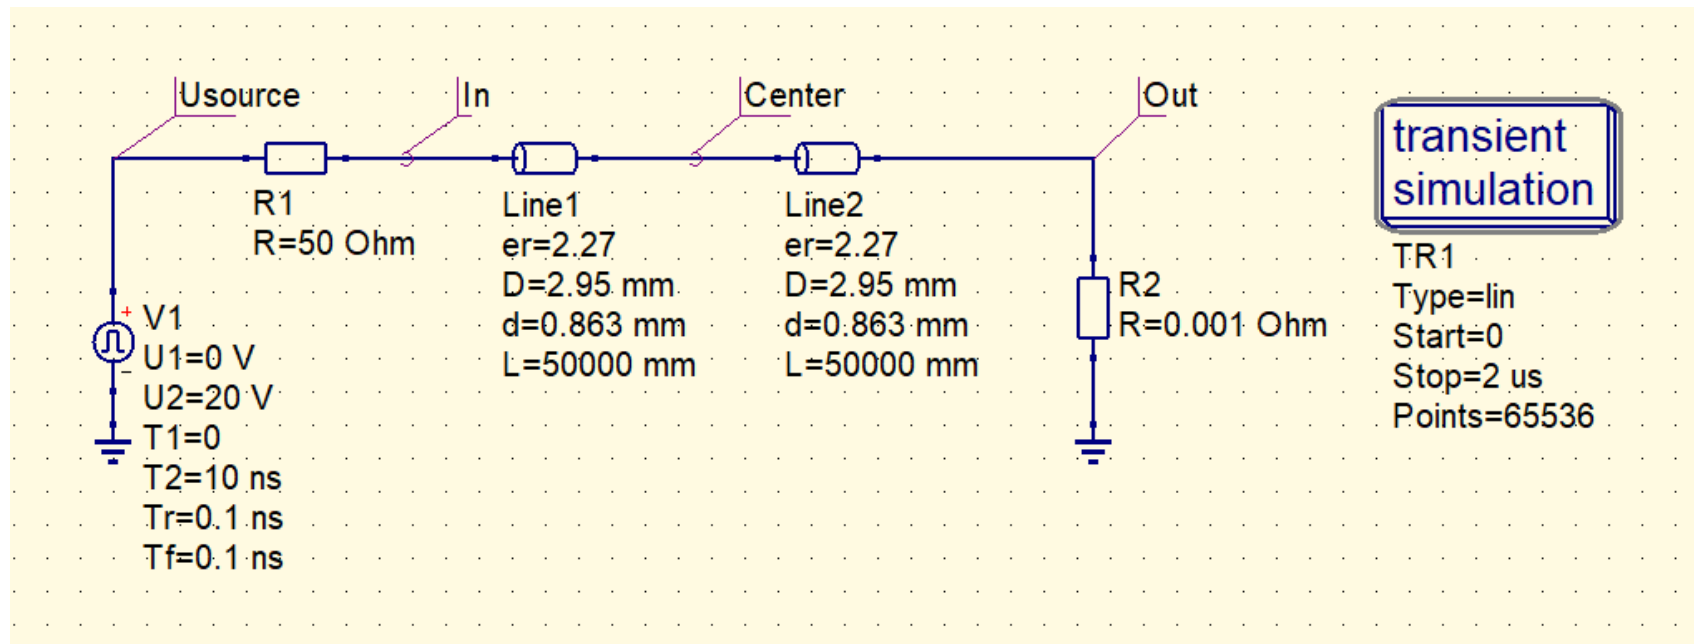 Usource
In
Center
Out
R1
R=50 Ohm
Line1
er=2.27
D=2.95 mm
d=0.863 mm
L=50000 mm
Line2
er=2.27
D=2.95 mm
d=0.863 mm
L=50000 mm
R2
R=0.001 Ohm
+
-
V1
U1=0 V
U2=20 V
T1=0
T2=10 ns
Tr=0.1 ns
Tf=0.1 ns
transient
simulation
TR1
Type=lin
Start=0
Stop=2 us
Points=65536